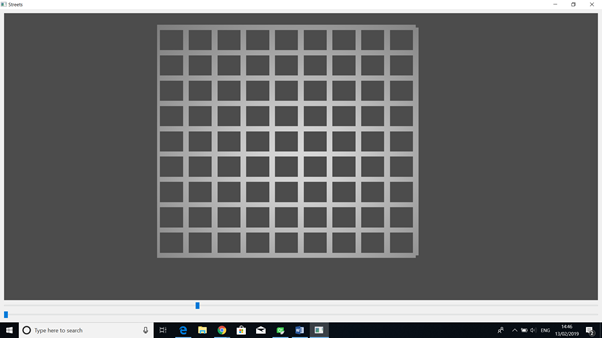 Streets
Type here to search
ENG
14:46
13/02/2019